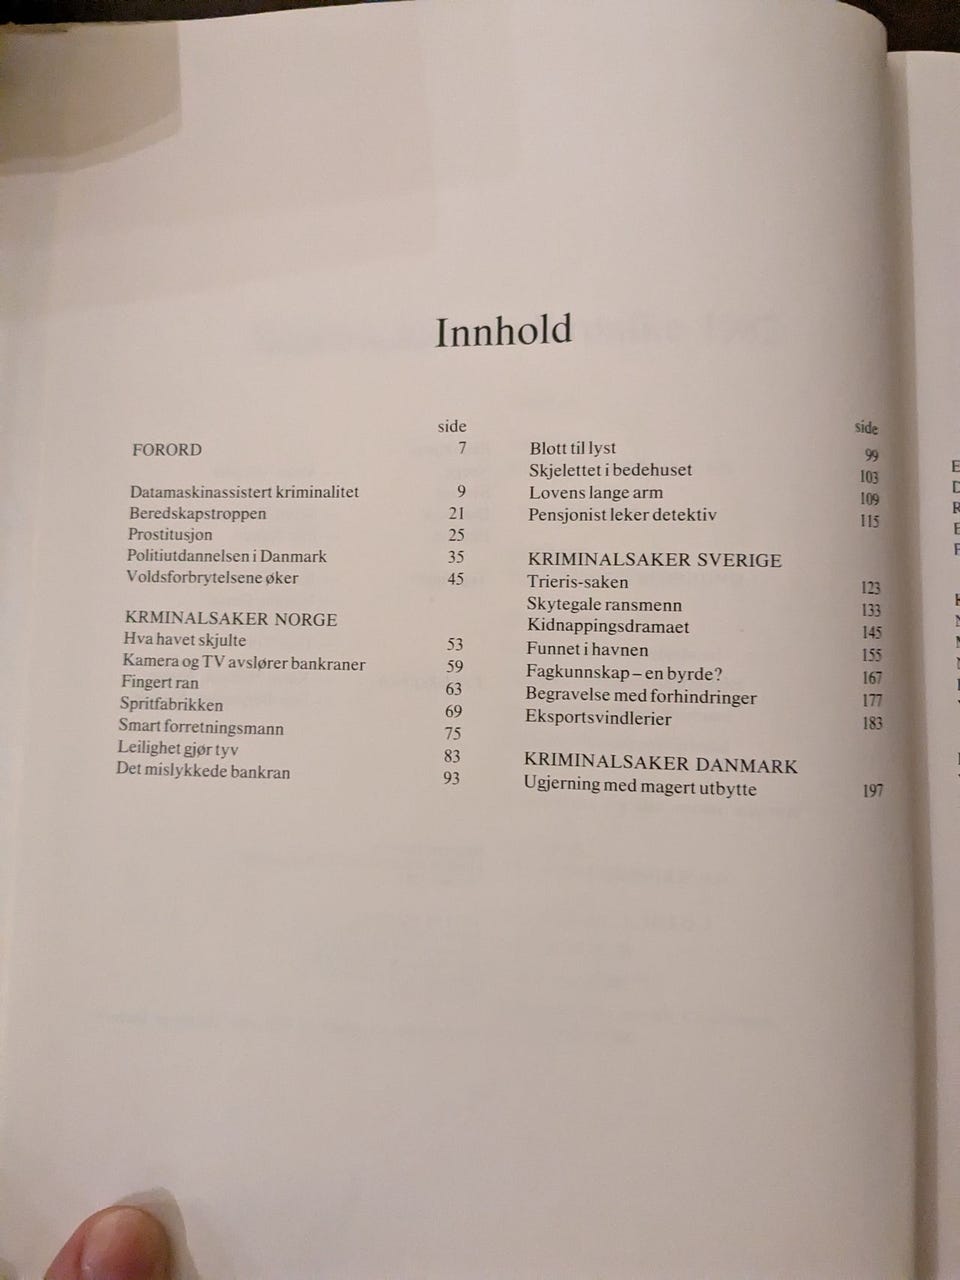 Innhold
side
FORORD 7
Datamaskinassistert kriminalitet 9
Beredskapstroppen 21
Prostitusjon 25
Politiutdannelsen i Danmark 35
Voldsforbrytelsene øker 45
KRMINALSAKER NORGE
Hva havet skjulte 53
Kamera og TV avslører bankraner 59
Fingert ran 63
Spritfabrikken 69
Smart forretningsmann 75
Leilighet gjør tyv 83
Det mislykkede bankran 93
side
Blott til lyst 99
Skjelettet i bedehuset 103
Lovens lange arm 109
Pensjonist leker detektiv 115
KRIMINALSAKER SVERIGE
Trieris-saken 123
Skytegale ransmenn 133
Kidnappingsdramaet 145
Funnet i havnen 155
Fagkunnskap – en byrde? 167
Begravelse med forhindringer 177
Eksportsvindlerier 183
KRIMINALSAKER DANMARK
Ugjerning med magert utbytte 197